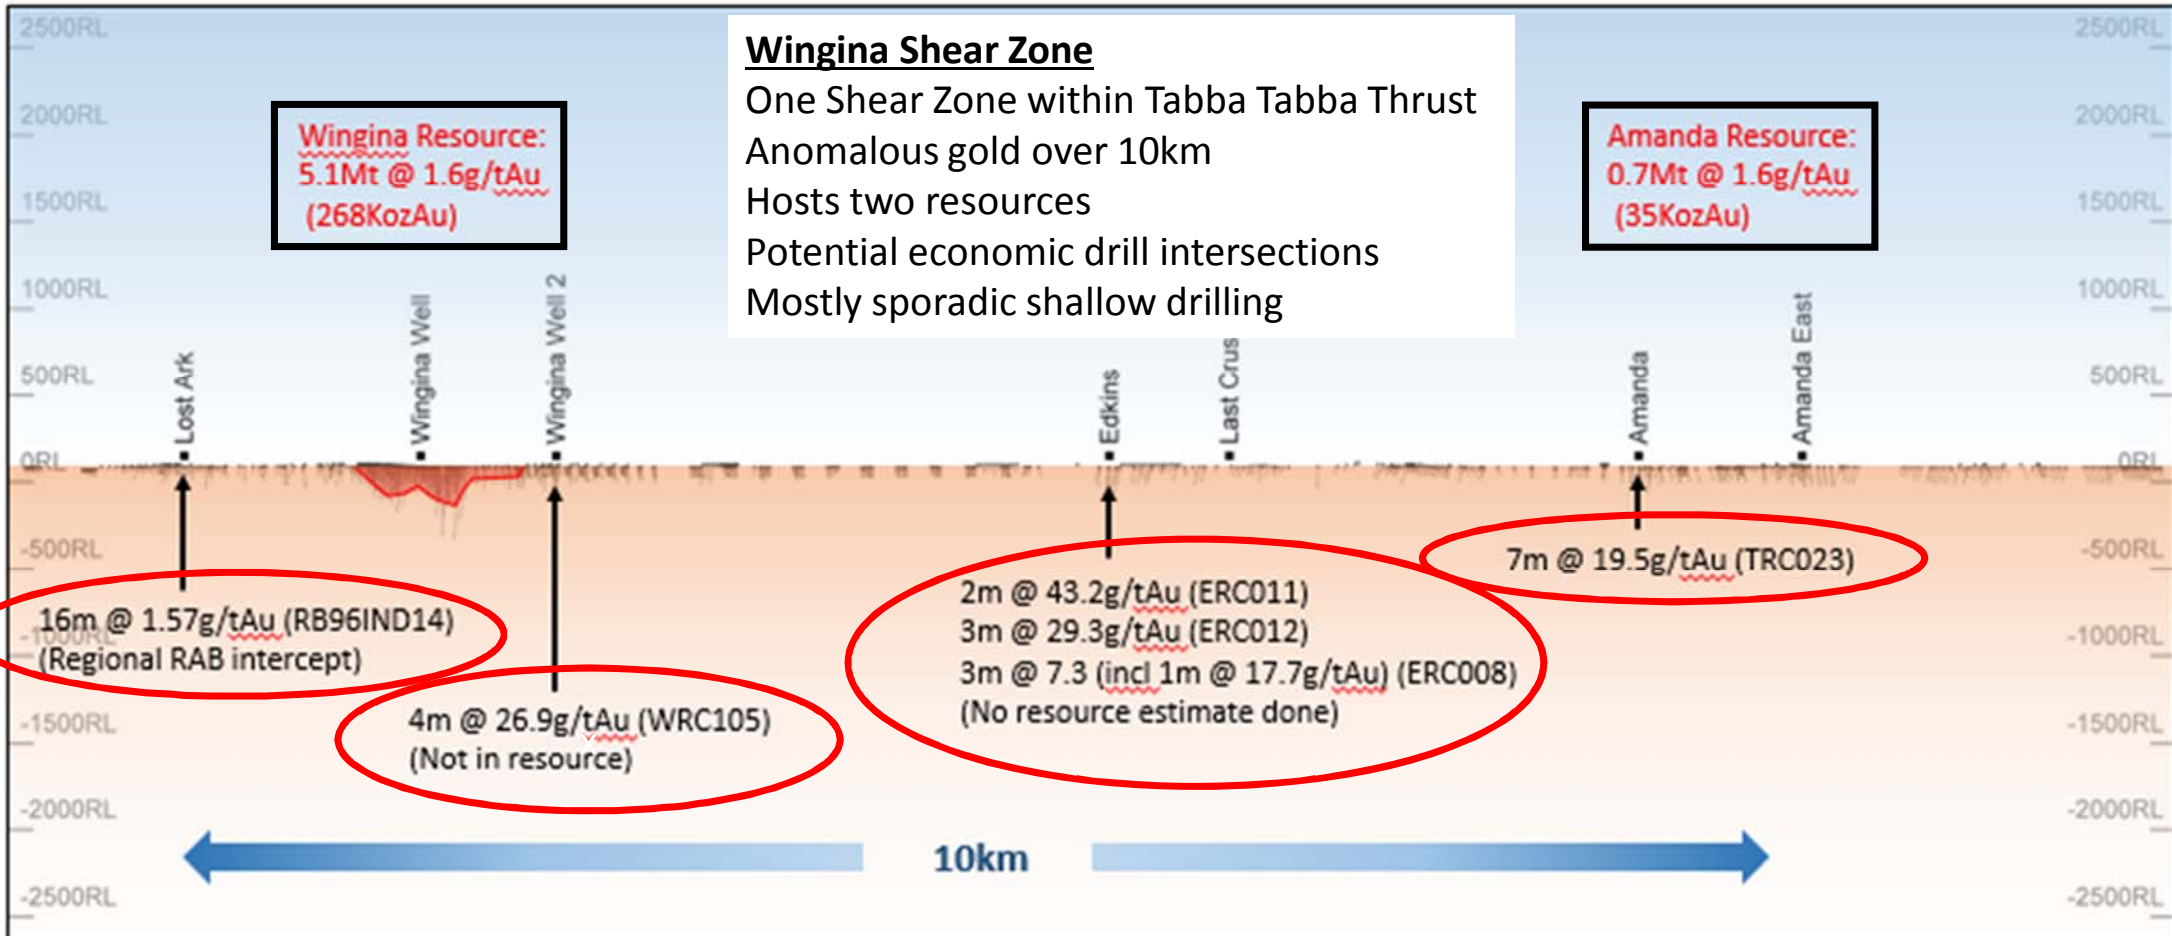 2500RL
2500RL
Wingina Shear Zone
One Shear Zone within Tabba Tabba Thrust
Anomalous gold over 10km
Hosts two resources
Potential economic drill intersections
Mostly sporadic shallow drilling
2000RL
2000RL
Wingina Resource:
5.1Mt @ 1.6g/tAu
(268KozAu)
Amanda Resource:
0.7Mt @ 1.6g/tAu
(35KozAu)
1500RL
1500RL
1000RL
1000RL
500RL
500RL
Lost Ark
Wingina Well
Wingina Well 2
Edkins
Last Crus
Amanda
Amanda East
0RL
0RL
-500RL
-500RL
7m @ 19.5g/tAu (TRC023)
16m @ 1.57g/tAu (RB96IND14)
(Regional RAB intercept)
-1000RL
-1000RL
2m @ 43.2g/tAu (ERC011)
3m @ 29.3g/tAu (ERC012)
3m @ 7.3 (incl 1m @ 17.7g/tAu) (ERC008)
(No resource estimate done)
4m @ 26.9g/tAu (WRC105)
(Not in resource)
-1500RL
-1500RL
-2000RL
-2000RL
10km
-2500RL
-2500RL